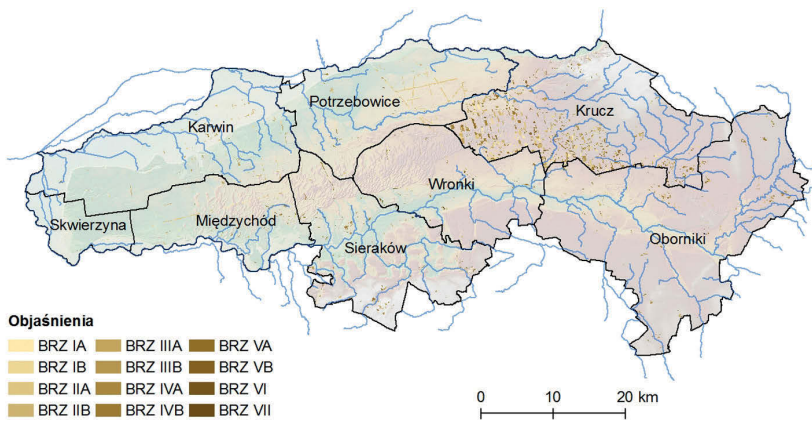 Potrzebowice
Krucz
Karwin
Wronki
Skwierzyna
Międzychód
Sieraków
Oborniki
Objaśnienia
BRZ IA BRZ IIIA BRZ VA
BRZ IB BRZ IIIB BRZ VB
BRZ IIA BRZ IVA BRZ VI
BRZ IIB BRZ IVB BRZ VII
0 10 20 km